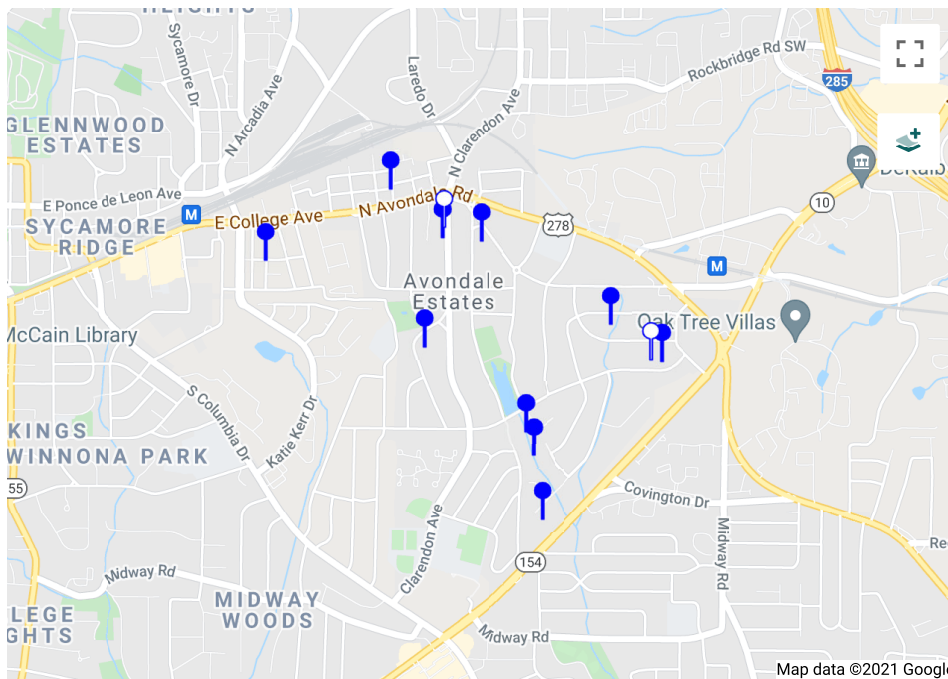 HEIGHTS
Sycamore Dr
N Arcadia Ave
Laredo Dr
N Clarendon Ave
Rockbridge Rd SW
285
GLENNWOOD
ESTATES
E Ponce de Leon Ave
M
SYCAMORE
RIDGE
E College Ave
N Avondale Rd
278
10
DeKalb
M
Avondale
Estates
Oak Tree Villas
McCain Library
S Columbia Dr
Katie Kerr Dr
KINGS
WINNONA PARK
55
Covington Dr
Clarendon Ave
Midway Rd
Re
154
Midway Rd
MIDWAY
WOODS
LEGE
GHTS
Midway Rd
Map data ©2021 Google